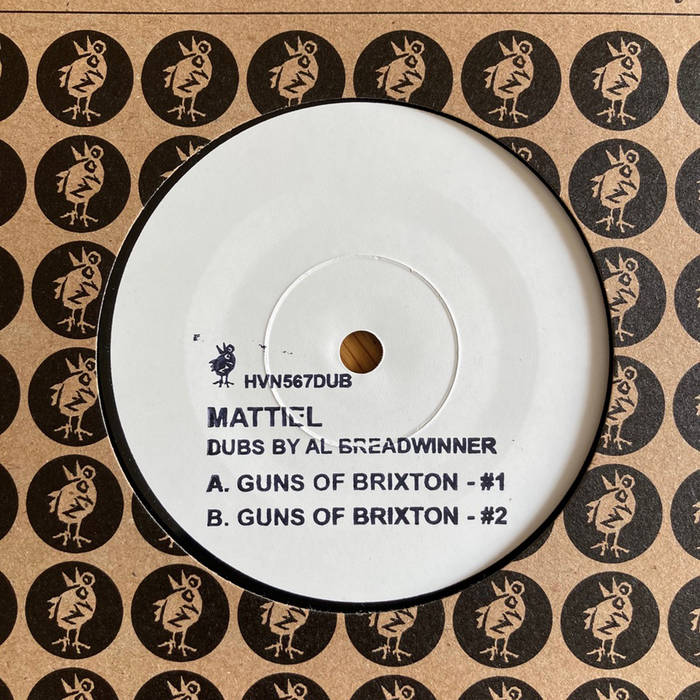 HVN567DUB
MATTIEL
DUBS BY AL BREADWINNER
A. GUNS OF BRIXTON - #1
B. GUNS OF BRIXTON - #2